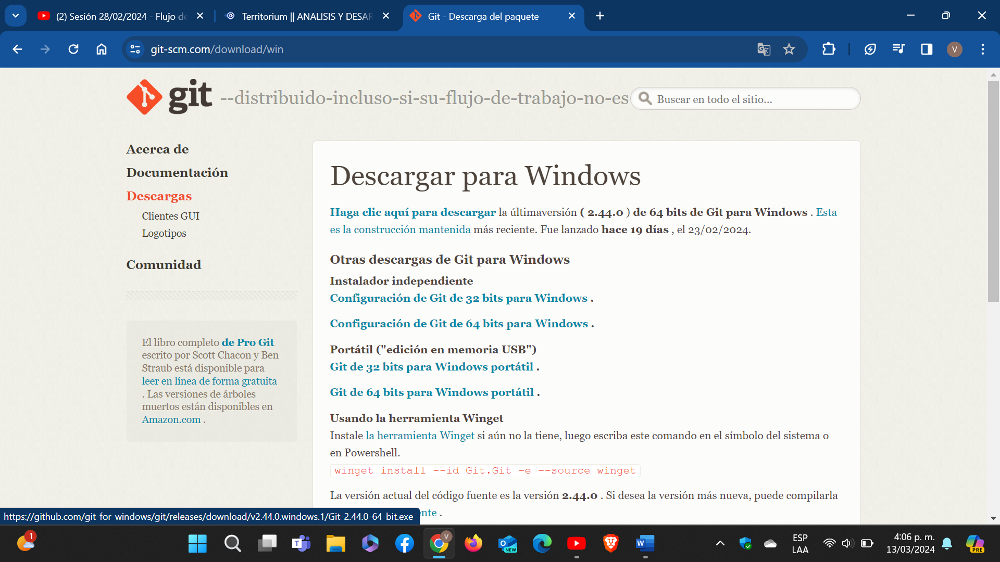 (2) Sesión 28/02/2024 - Flujo de
Territorium || ANALISIS Y DESAR
Git - Descarga del paquete
git-scm.com/download/win
V
git --distribuido-incluso-si-su-flujo-de-trabajo-no-es
Buscar en todo el sitio...
Acerca de
Documentación
Descargas
Clientes GUI
Logotipos
Comunidad
El libro completo de Pro Git
escrito por Scott Chacon y Ben
Straub está disponible para
leer en línea de forma gratuita
. Las versiones de árboles
muertos están disponibles en
Amazon.com .
Descargar para Windows
Haga clic aquí para descargar la últimaversión ( 2.44.0 ) de 64 bits de Git para Windows . Esta
es la construcción mantenida más reciente. Fue lanzado hace 19 días , el 23/02/2024.
Otras descargas de Git para Windows
Instalador independiente
Configuración de Git de 32 bits para Windows .
Configuración de Git de 64 bits para Windows .
Portátil ("edición en memoria USB")
Git de 32 bits para Windows portátil .
Git de 64 bits para Windows portátil .
Usando la herramienta Winget
Instale la herramienta Winget si aún no la tiene, luego escriba este comando en el símbolo del sistema o
en Powershell.
winget install --id Git.Git -e --source winget
La versión actual del código fuente es la versión 2.44.0 . Si desea la versión más nueva, puede compilarla
ente .
https://github.com/git-for-windows/git/releases/download/v2.44.0.windows.1/Git-2.44.0-64-bit.exe
1
T
V
O
NEW
W
ESP
LAA
4:06 p. m.
13/03/2024
PRE